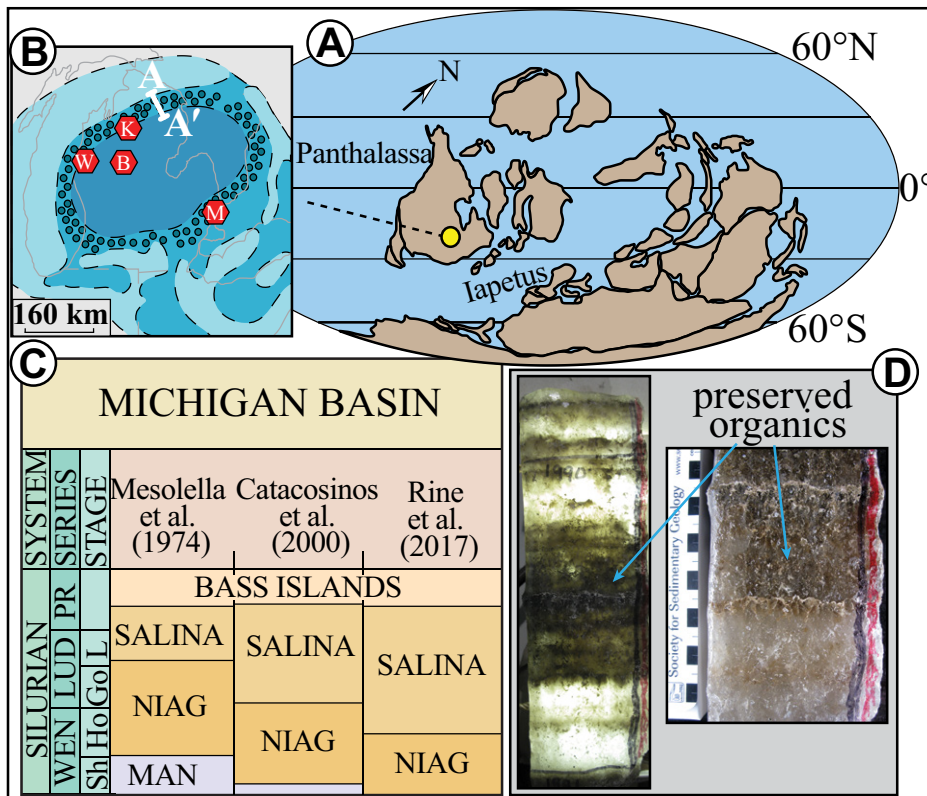 B
A
A
A′
K
W
B
M
160 km
N
60°N
Panthalassa
0°
Iapetus
60°S
C
MICHIGAN BASIN
SYSTEM
SERIES
STAGE
Mesolella
et al.
(1974)
Catacosinos
et al.
(2000)
Rine
et al.
(2017)
SILURIAN
WEN
LUD
PR
Sh
Ho
Go
L
BASS ISLANDS
SALINA
SALINA
SALINA
NIAG
NIAG
NIAG
MAN
D
preserved
organics
Society for Sedimentary Geology